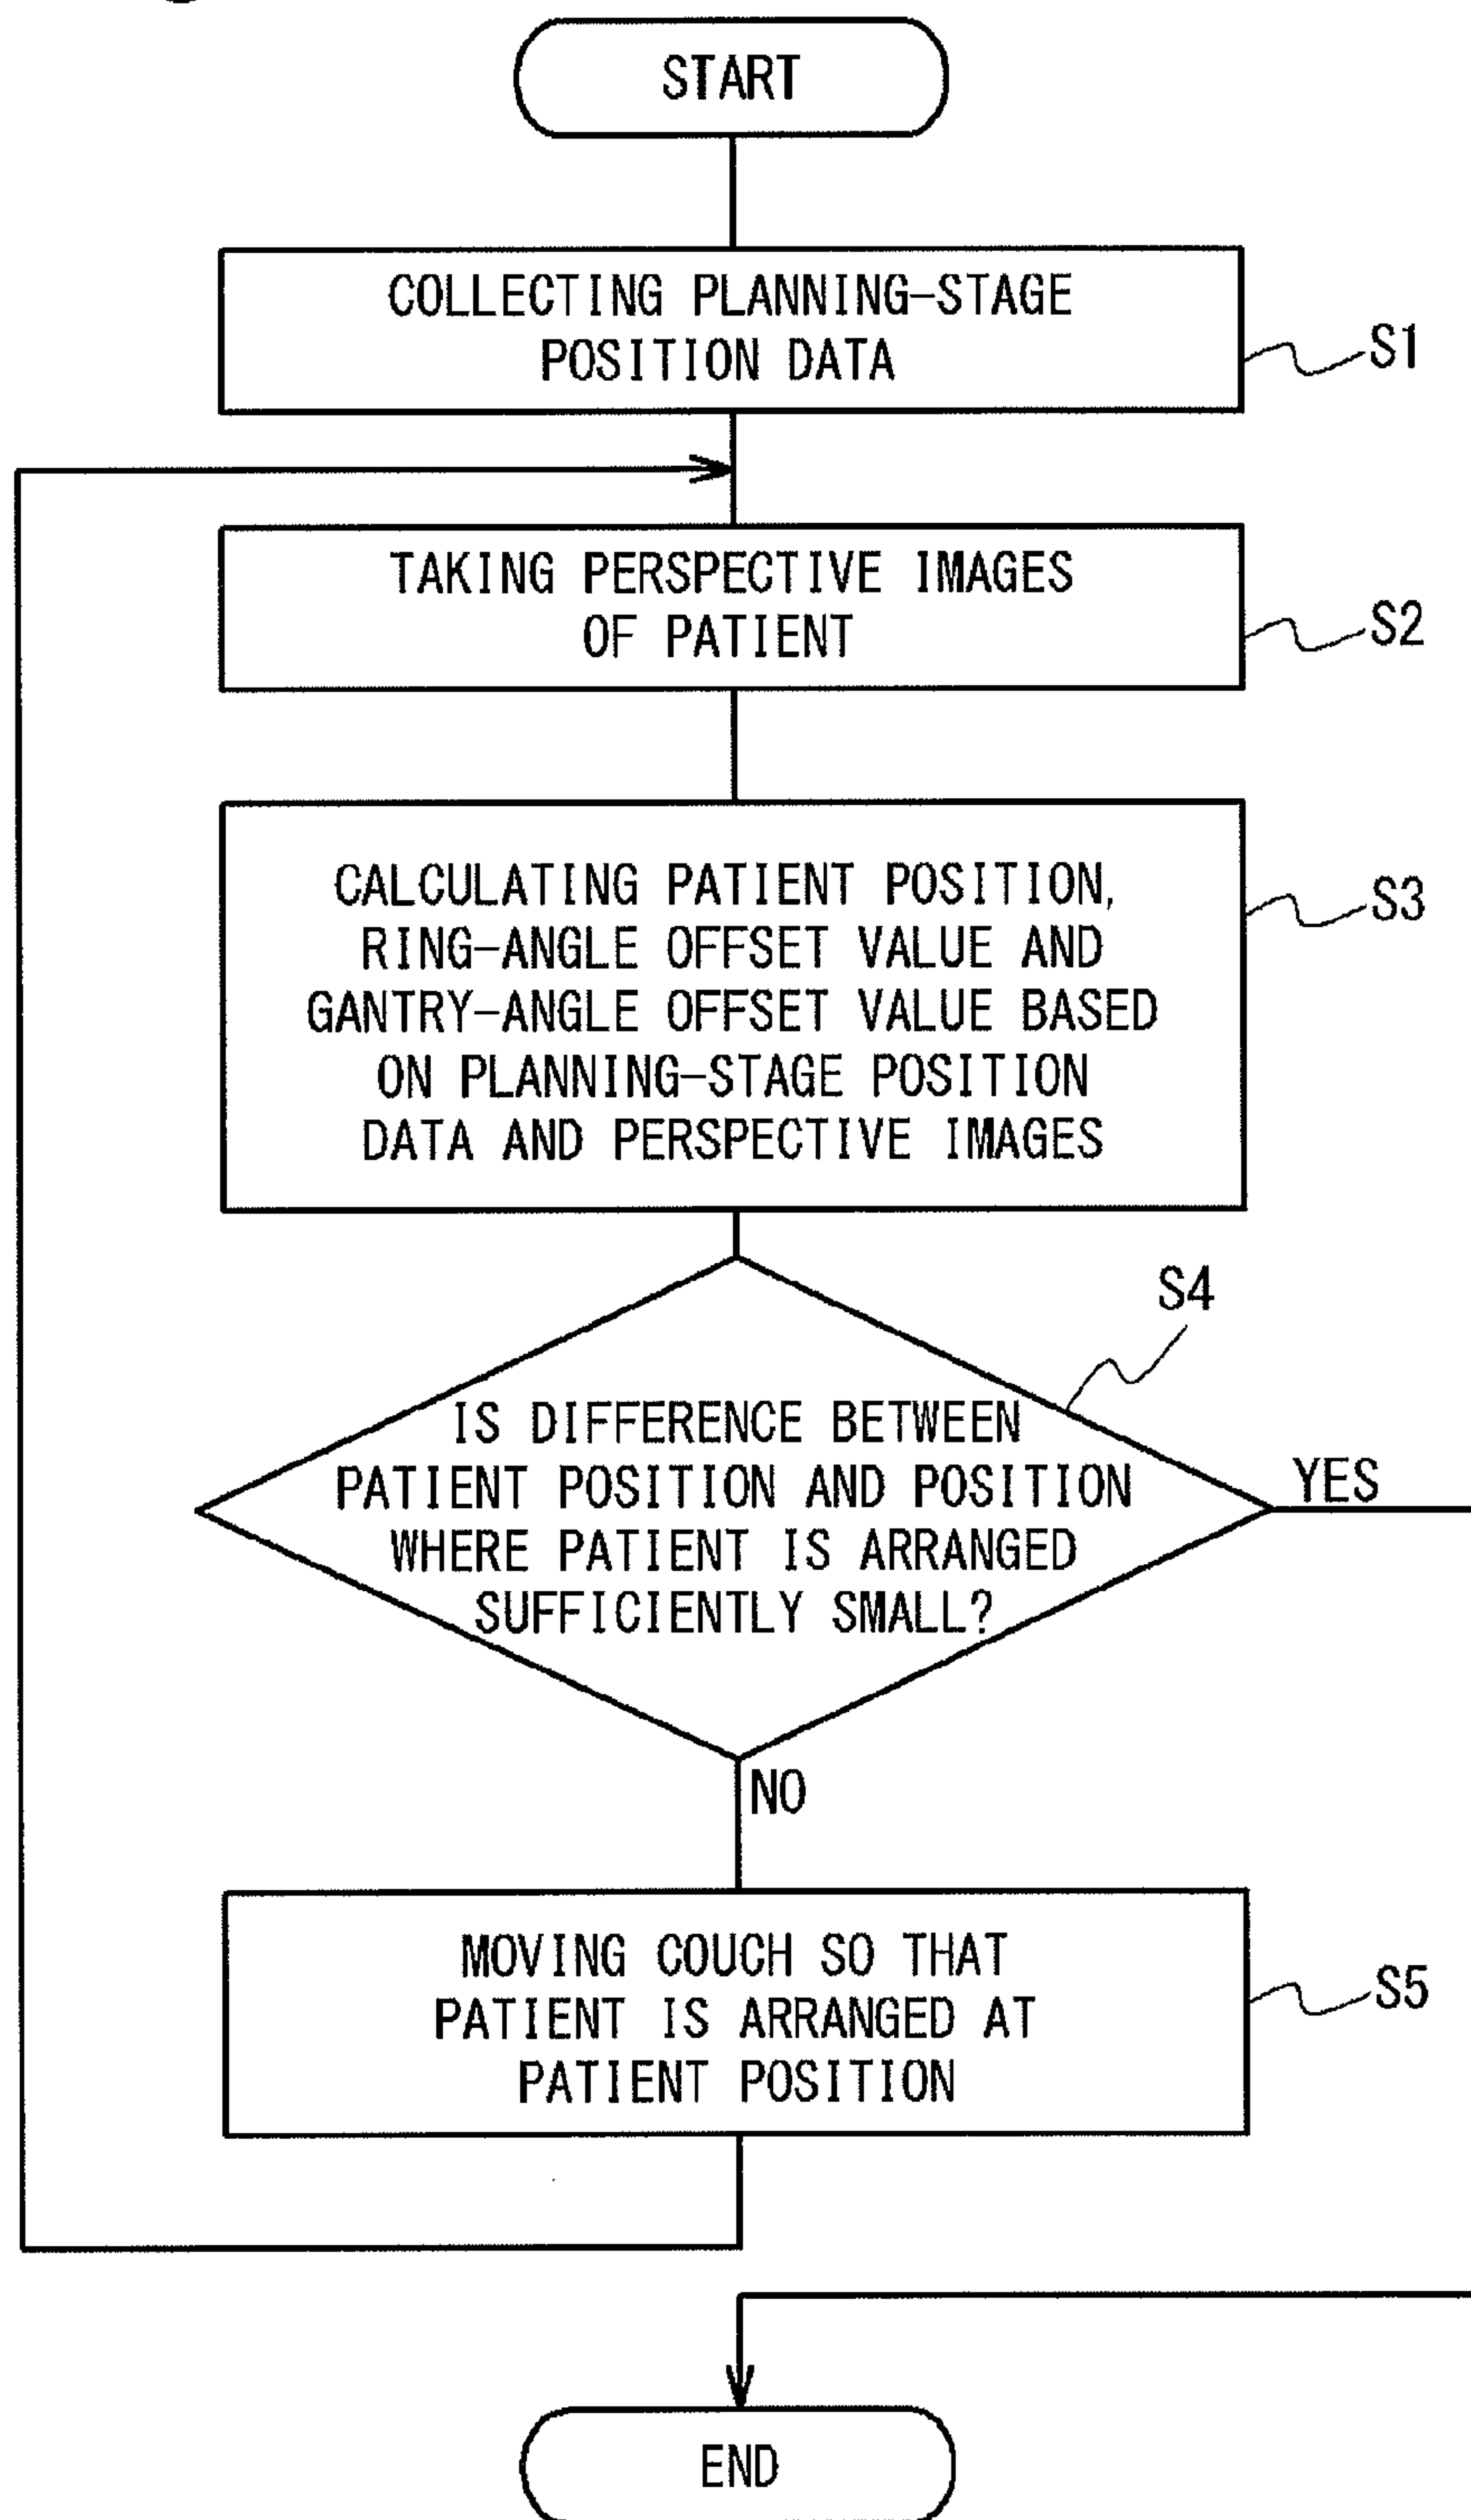 START
COLLECTING PLANNING-STAGE
POSITION DATA
S1
TAKING PERSPECTIVE IMAGES
OF PATIENT
S2
CALCULATING PATIENT POSITION,
RING-ANGLE OFFSET VALUE AND
GANTRY-ANGLE OFFSET VALUE BASED
ON PLANNING-STAGE POSITION
DATA AND PERSPECTIVE IMAGES
S3
S4
IS DIFFERENCE BETWEEN
PATIENT POSITION AND POSITION
WHERE PATIENT IS ARRANGED
SUFFICIENTLY SMALL?
YES
NO
MOVING COUCH SO THAT
PATIENT IS ARRANGED AT
PATIENT POSITION
S5
END